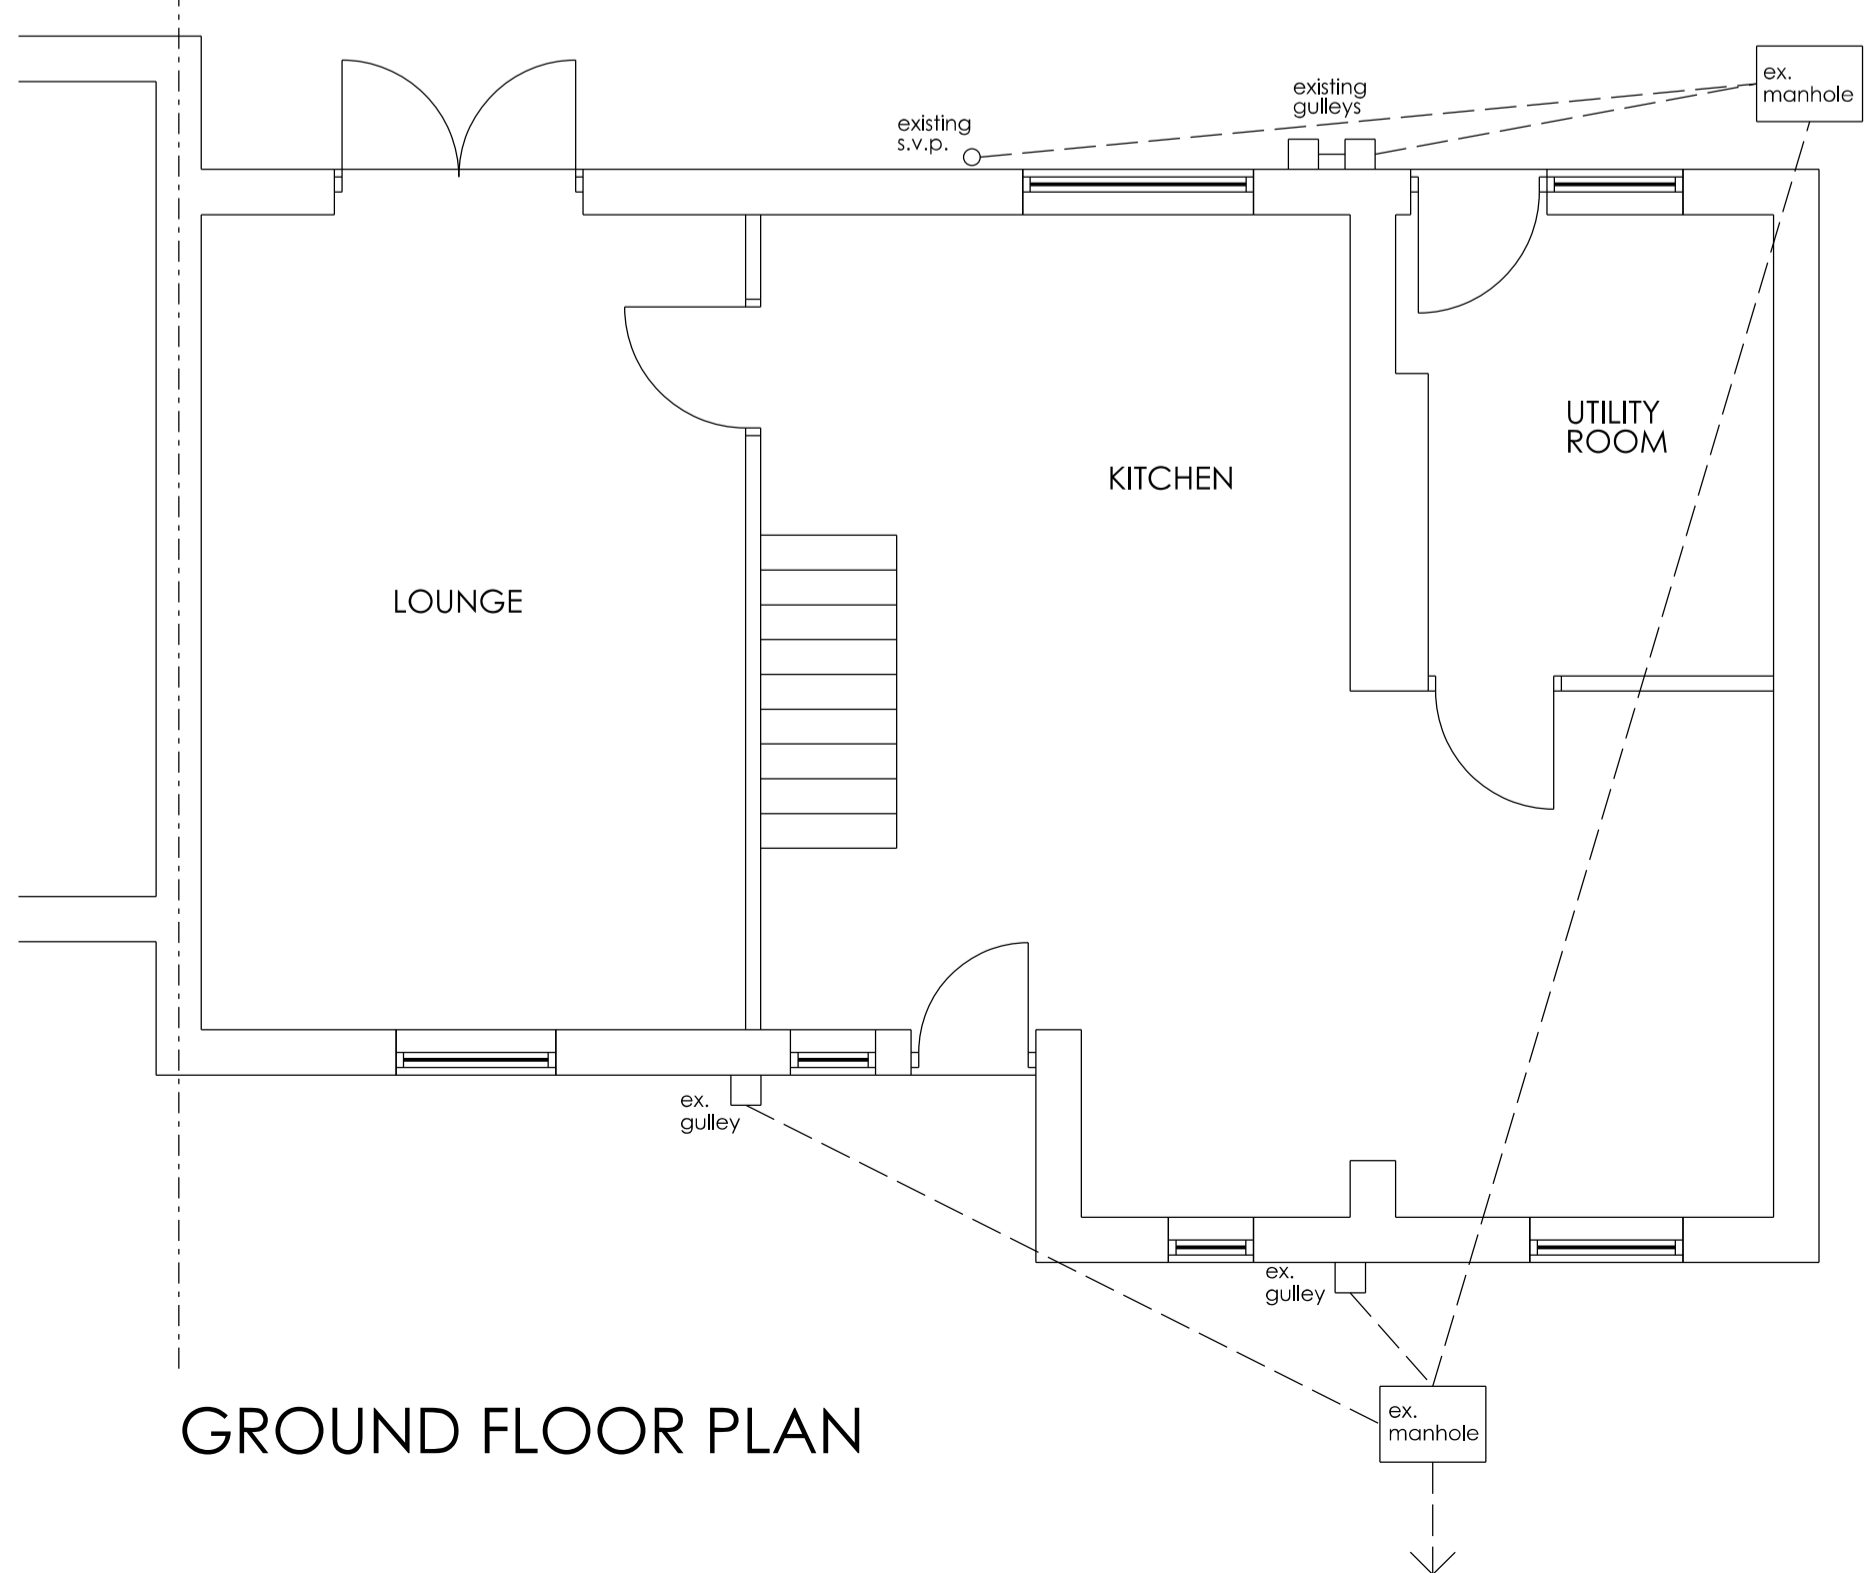 ex.
manhole
existing
gulleys
existing
s.v.p.
UTILITY
ROOM
KITCHEN
LOUNGE
ex.
gulley
ex.
gulley
ex.
manhole
GROUND FLOOR PLAN